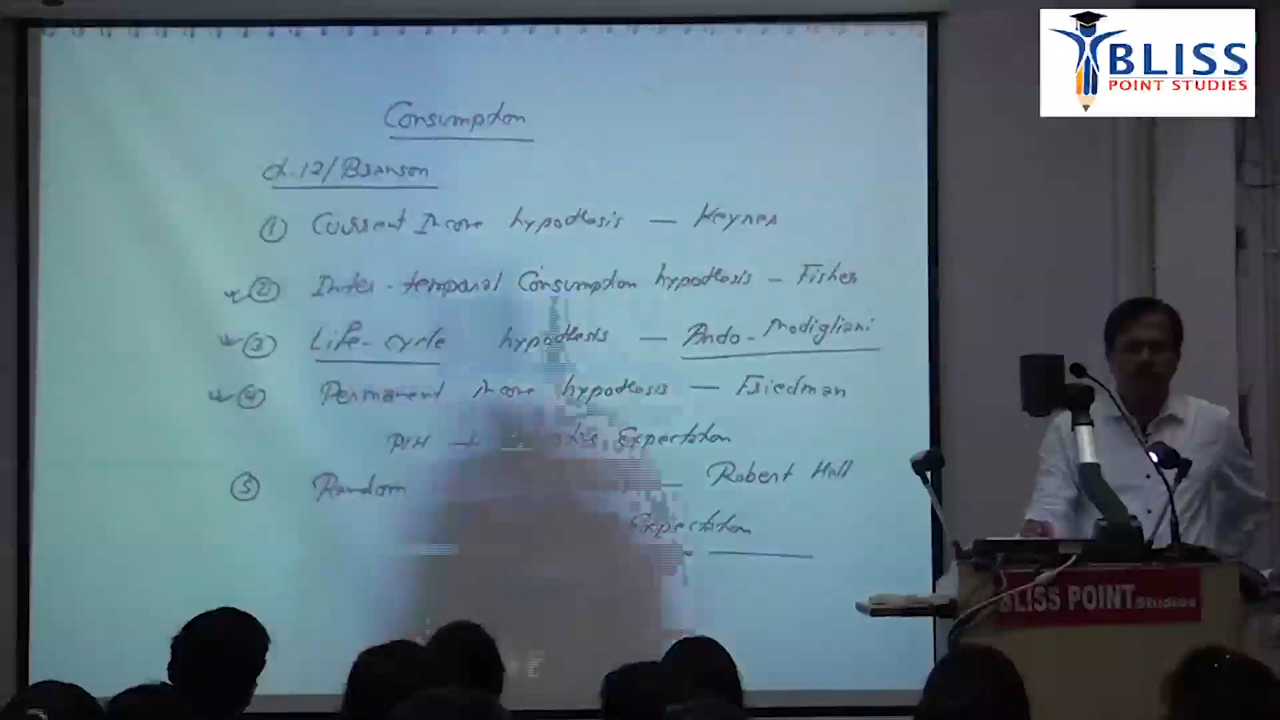 BLISS
POINT STUDIES
Consumption
ch.12/Branson
① Current Income hypothesis — Keynes
② Inter-temporal Consumption hypothesis - Fisher
③ Life-cycle hypothesis — Ando-Modigliani
④ Permanent Income hypothesis — Friedman
PIH Expectation
⑤ Random — Robert Hall
Expectation
BLISS POINT Studies